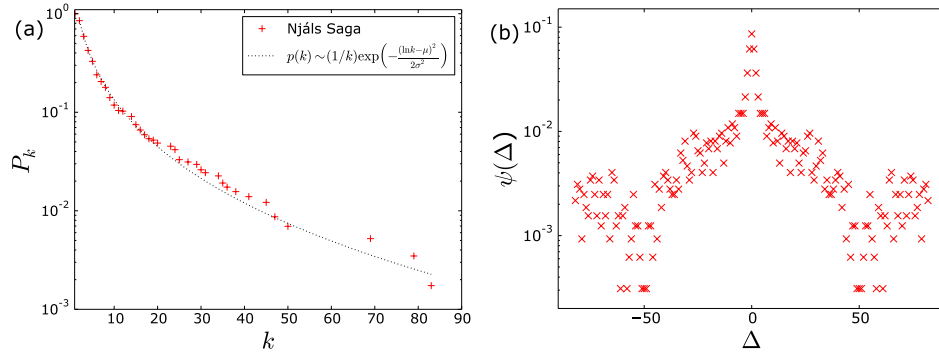 (a)
Njáls Saga
p(k) ~ (1/k)exp(−(lnk−μ)²/2σ²)
10⁰
10⁻¹
10⁻²
10⁻³
P_k
10 20 30 40 50 60 70 80 90
k
(b)
10⁻¹
10⁻²
10⁻³
ψ(Δ)
−50 0 50
Δ